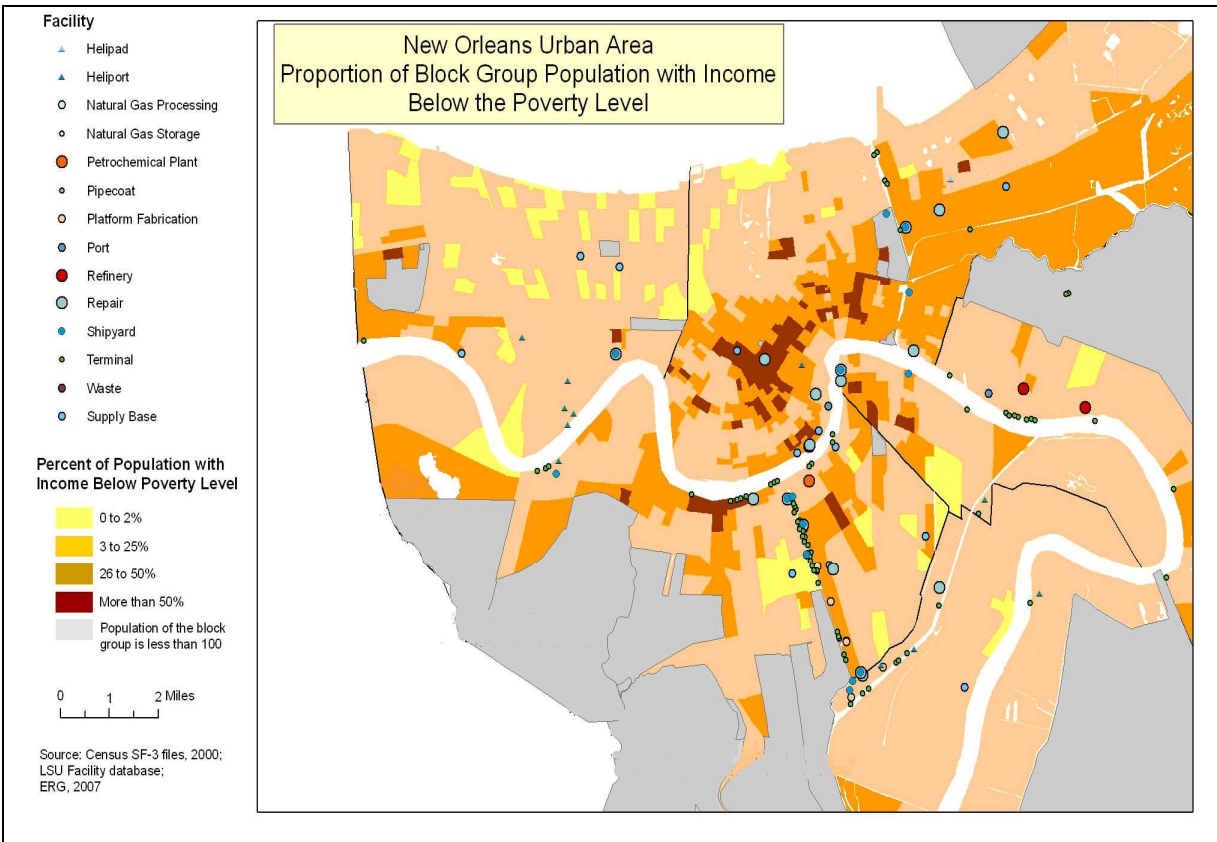 Facility
Helipad
Heliport
Natural Gas Processing
Natural Gas Storage
Petrochemical Plant
Pipecoat
Platform Fabrication
Port
Refinery
Repair
Shipyard
Terminal
Waste
Supply Base
Percent of Population with
Income Below Poverty Level
0 to 2%
3 to 25%
26 to 50%
More than 50%
Population of the block
group is less than 100
0 1 2 Miles
Source: Census SF-3 files, 2000;
LSU Facility database;
ERG, 2007
New Orleans Urban Area
Proportion of Block Group Population with Income
Below the Poverty Level